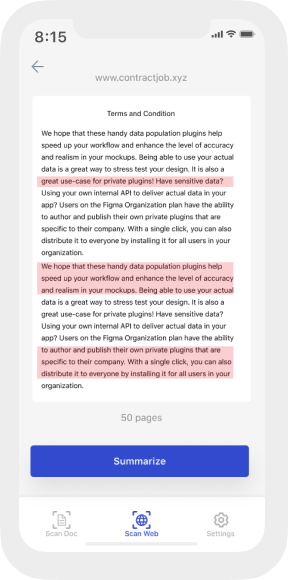 8:15
www.contractjob.xyz
Terms and Condition
We hope that these handy data population plugins help
speed up your workflow and enhance the level of accuracy
and realism in your mockups. Being able to use your actual
data is a great way to stress test your design. It is also a
great use-case for private plugins! Have sensitive data?
Using your own internal API to deliver actual data in your
app? Users on the Figma Organization plan have the ability
to author and publish their own private plugins that are
specific to their company. With a single click, you can also
distribute it to everyone by installing it for all users in your
organization.
We hope that these handy data population plugins help
speed up your workflow and enhance the level of accuracy
and realism in your mockups. Being able to use your actual
data is a great way to stress test your design. It is also a
great use-case for private plugins! Have sensitive data?
Using your own internal API to deliver actual data in your
app? Users on the Figma Organization plan have the ability
to author and publish their own private plugins that are
specific to their company. With a single click, you can also
distribute it to everyone by installing it for all users in your
organization.
50 pages
Summarize
Scan Doc
Scan Web
Settings